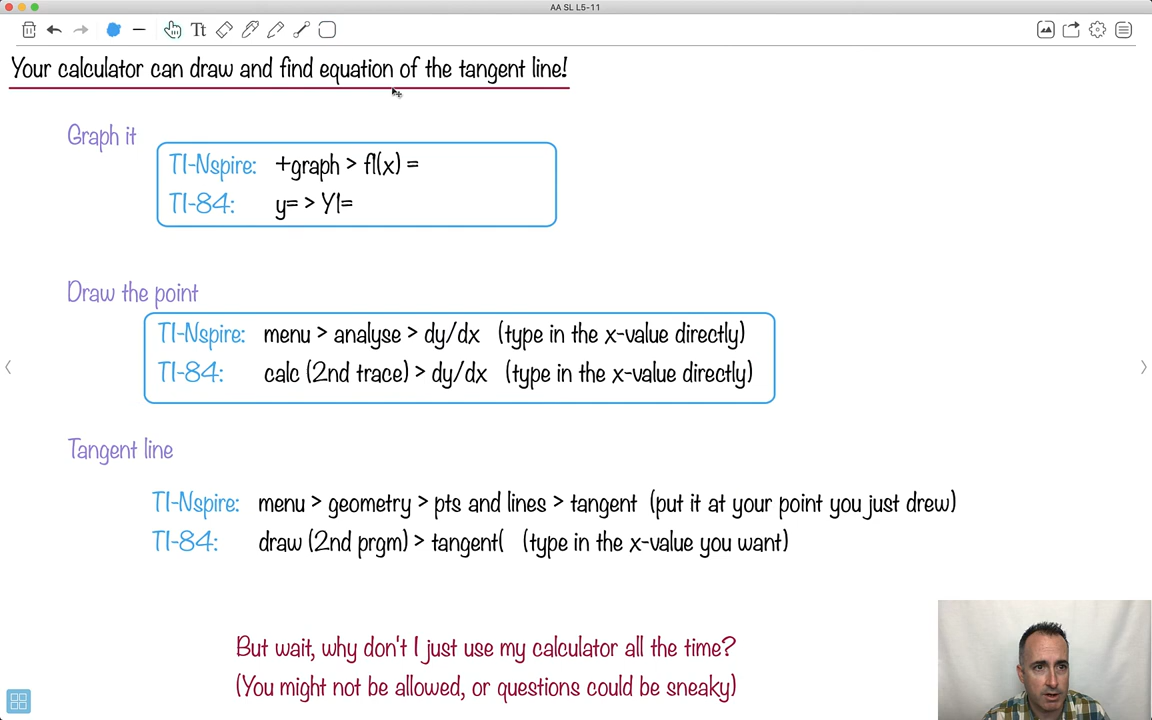 AA SL L5-11
Tt
Your calculator can draw and find equation of the tangent line!
Graph it
TI-Nspire: +graph > f1(x) =
TI-84: y= > Y1=
Draw the point
TI-Nspire: menu > analyse > dy/dx (type in the x-value directly)
TI-84: calc (2nd trace) > dy/dx (type in the x-value directly)
Tangent line
TI-Nspire: menu > geometry > pts and lines > tangent (put it at your point you just drew)
TI-84: draw (2nd prgm) > tangent( (type in the x-value you want)
But wait, why don't I just use my calculator all the time?
(You might not be allowed, or questions could be sneaky)